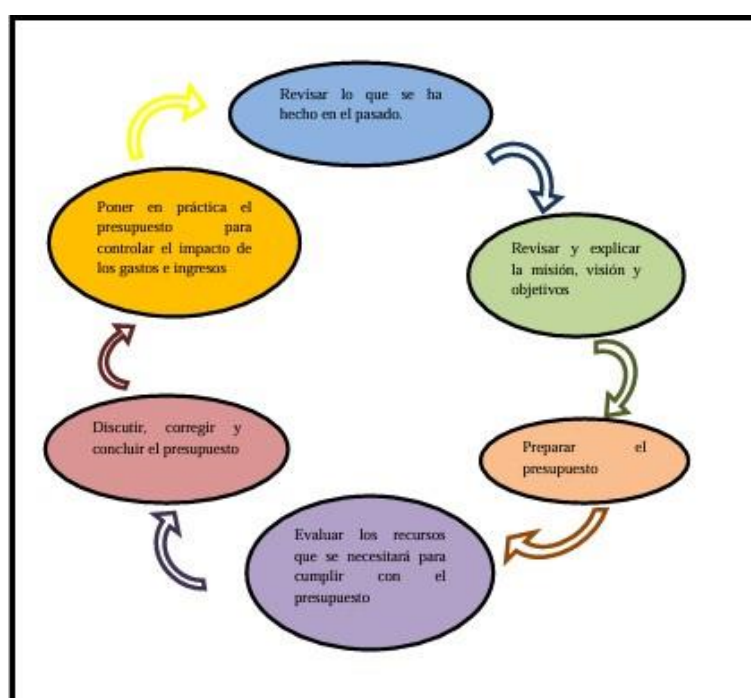 Revisar lo que se ha
hecho en el pasado.
Revisar y explicar
la misión, visión y
objetivos
Preparar el
presupuesto
Evaluar los recursos
que se necesitará para
cumplir con el
presupuesto
Discutir, corregir y
concluir el presupuesto
Poner en práctica el
presupuesto para
controlar el impacto de
los gastos e ingresos